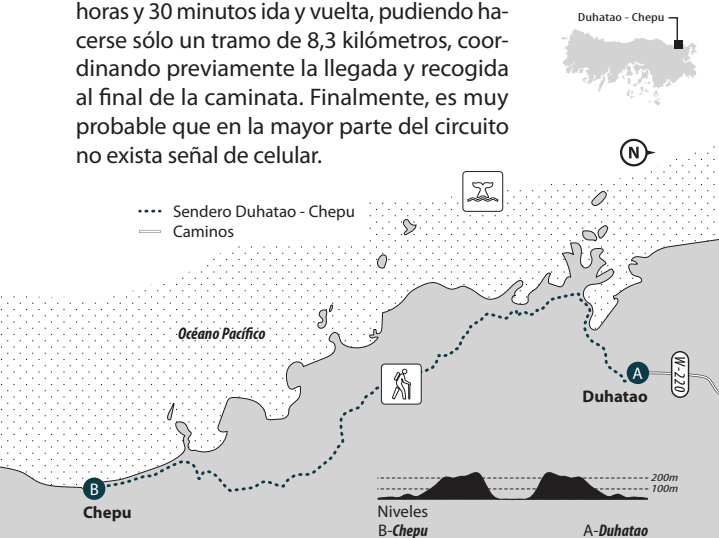 horas y 30 minutos ida y vuelta, pudiendo ha-
cerse sólo un tramo de 8,3 kilómetros, coor-
dinando previamente la llegada y recogida
al final de la caminata. Finalmente, es muy
probable que en la mayor parte del circuito
no exista señal de celular.
Duhatao - Chepu
N
Sendero Duhatao - Chepu
Caminos
Océano Pacífico
A
W-220
Duhatao
B
Chepu
200m
100m
Niveles
B-Chepu
A-Duhatao